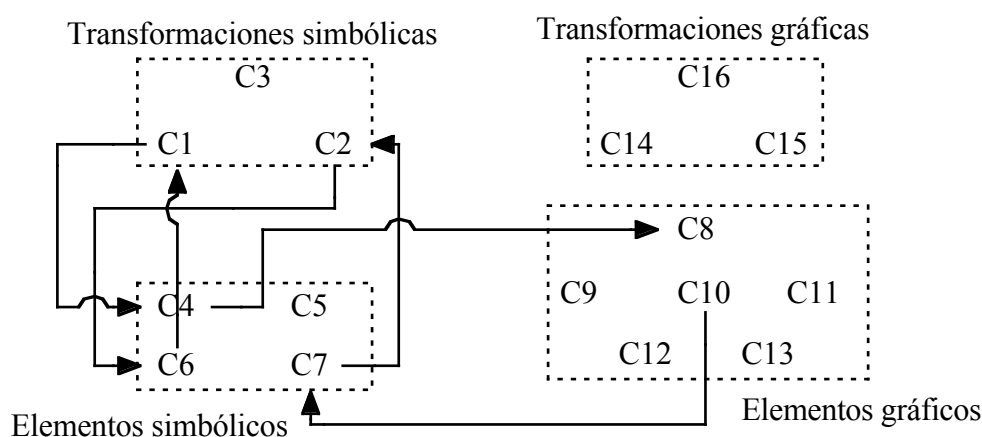 Transformaciones simbólicas
Transformaciones gráficas
C3
C16
C1
C2
C14
C15
C8
C4
C5
C9
C10
C11
C6
C7
C12
C13
Elementos simbólicos
Elementos gráficos